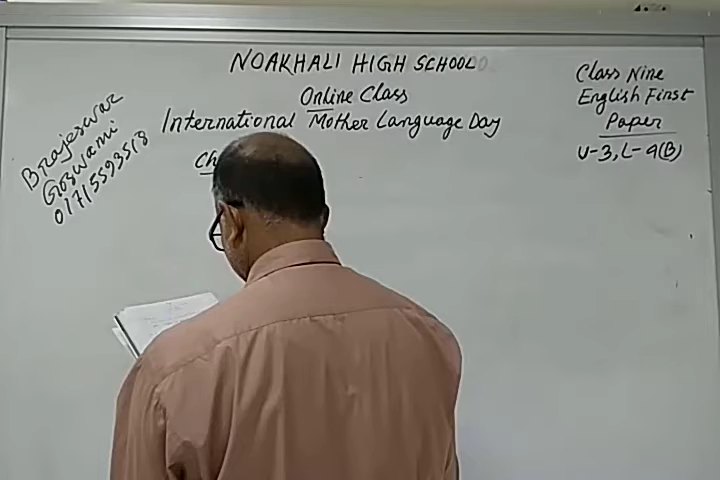 NOAKHALI HIGH SCHOOL
Online Class
International Mother Language Day
Brajeswar
Goswami
01715593518
Class Nine
English First
Paper
U-3, L-4(B)